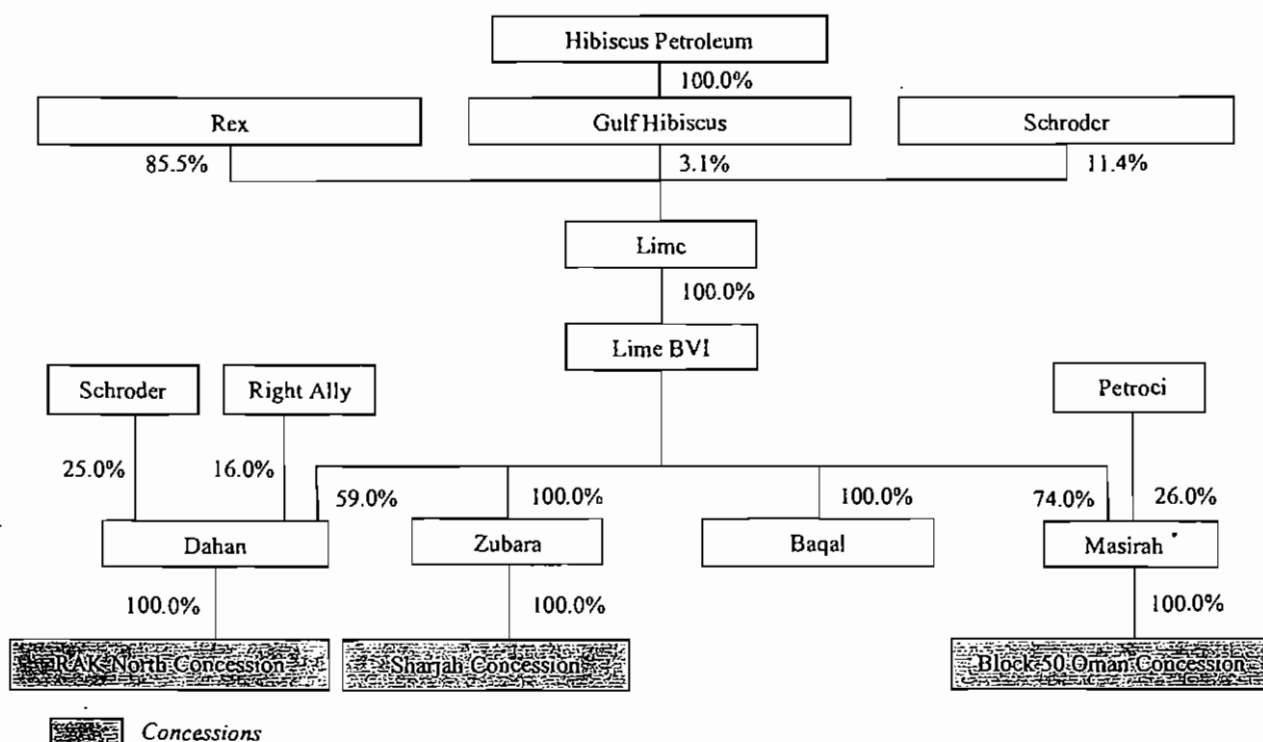 Hibiscus Petroleum
100.0%
Rex
Gulf Hibiscus
Schroder
85.5%
3.1%
11.4%
Lime
100.0%
Lime BVI
Schroder
Right Ally
Petroci
25.0%
16.0%
59.0%
100.0%
100.0%
74.0%
26.0%
Dahan
Zubara
Baqal
Masirah
100.0%
100.0%
100.0%
RAK North Concession
Sharjah Concession
Block 50 Oman Concession
Concessions